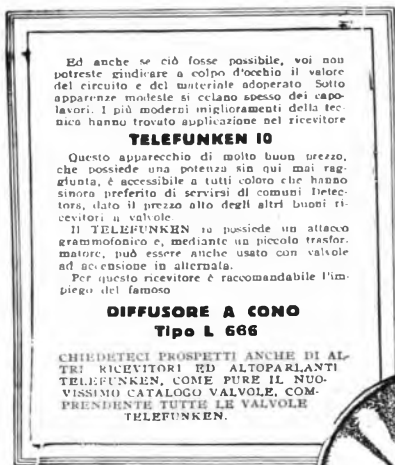 Ed anche se ciò fosse possibile, voi non
potreste giudicare a colpo d'occhio il valore
del circuito e del materiale adoperato Sotto
apparenze modeste si celano spesso dei capo-
lavori. I più moderni miglioramenti della tec-
nica hanno trovato applicazione nel ricevitore
TELEFUNKEN 10
Questo apparecchio di molto buon prezzo,
che possiede una potenza sin qui mai rag-
giunta, è accessibile a tutti coloro che hanno
sinora preferito di servirsi di comuni Detec-
tors, dato il prezzo alto degli altri buoni ri-
cevitori a valvole.
Il TELEFUNKEN 10 possiede un attacco
grammofonico e, mediante un piccolo trasfor-
matore, può essere anche usato con valvole
ad accensione in alternata.
Per questo ricevitore è raccomandabile l'im-
piego del famoso
DIFFUSORE A CONO
Tipo L 666
CHIEDETECI PROSPETTI ANCHE DI AL-
TRI RICEVITORI ED ALTOPARLANTI
TELEFUNKEN, COME PURE IL NUO-
VISSIMO CATALOGO VALVOLE, COM-
PRENDENTE TUTTE LE VALVOLE
TELEFUNKEN.